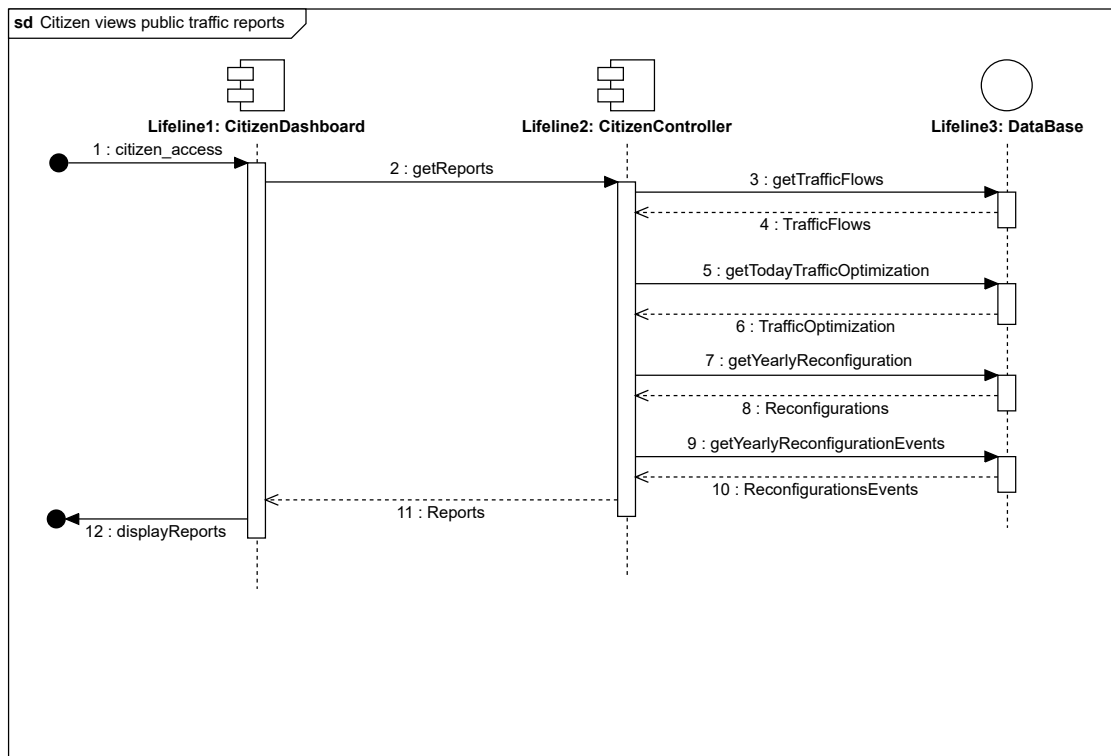 sd Citizen views public traffic reports
Lifeline1: CitizenDashboard
Lifeline2: CitizenController
Lifeline3: DataBase
1 : citizen_access
2 : getReports
3 : getTrafficFlows
4 : TrafficFlows
5 : getTodayTrafficOptimization
6 : TrafficOptimization
7 : getYearlyReconfiguration
8 : Reconfigurations
9 : getYearlyReconfigurationEvents
10 : ReconfigurationsEvents
11 : Reports
12 : displayReports